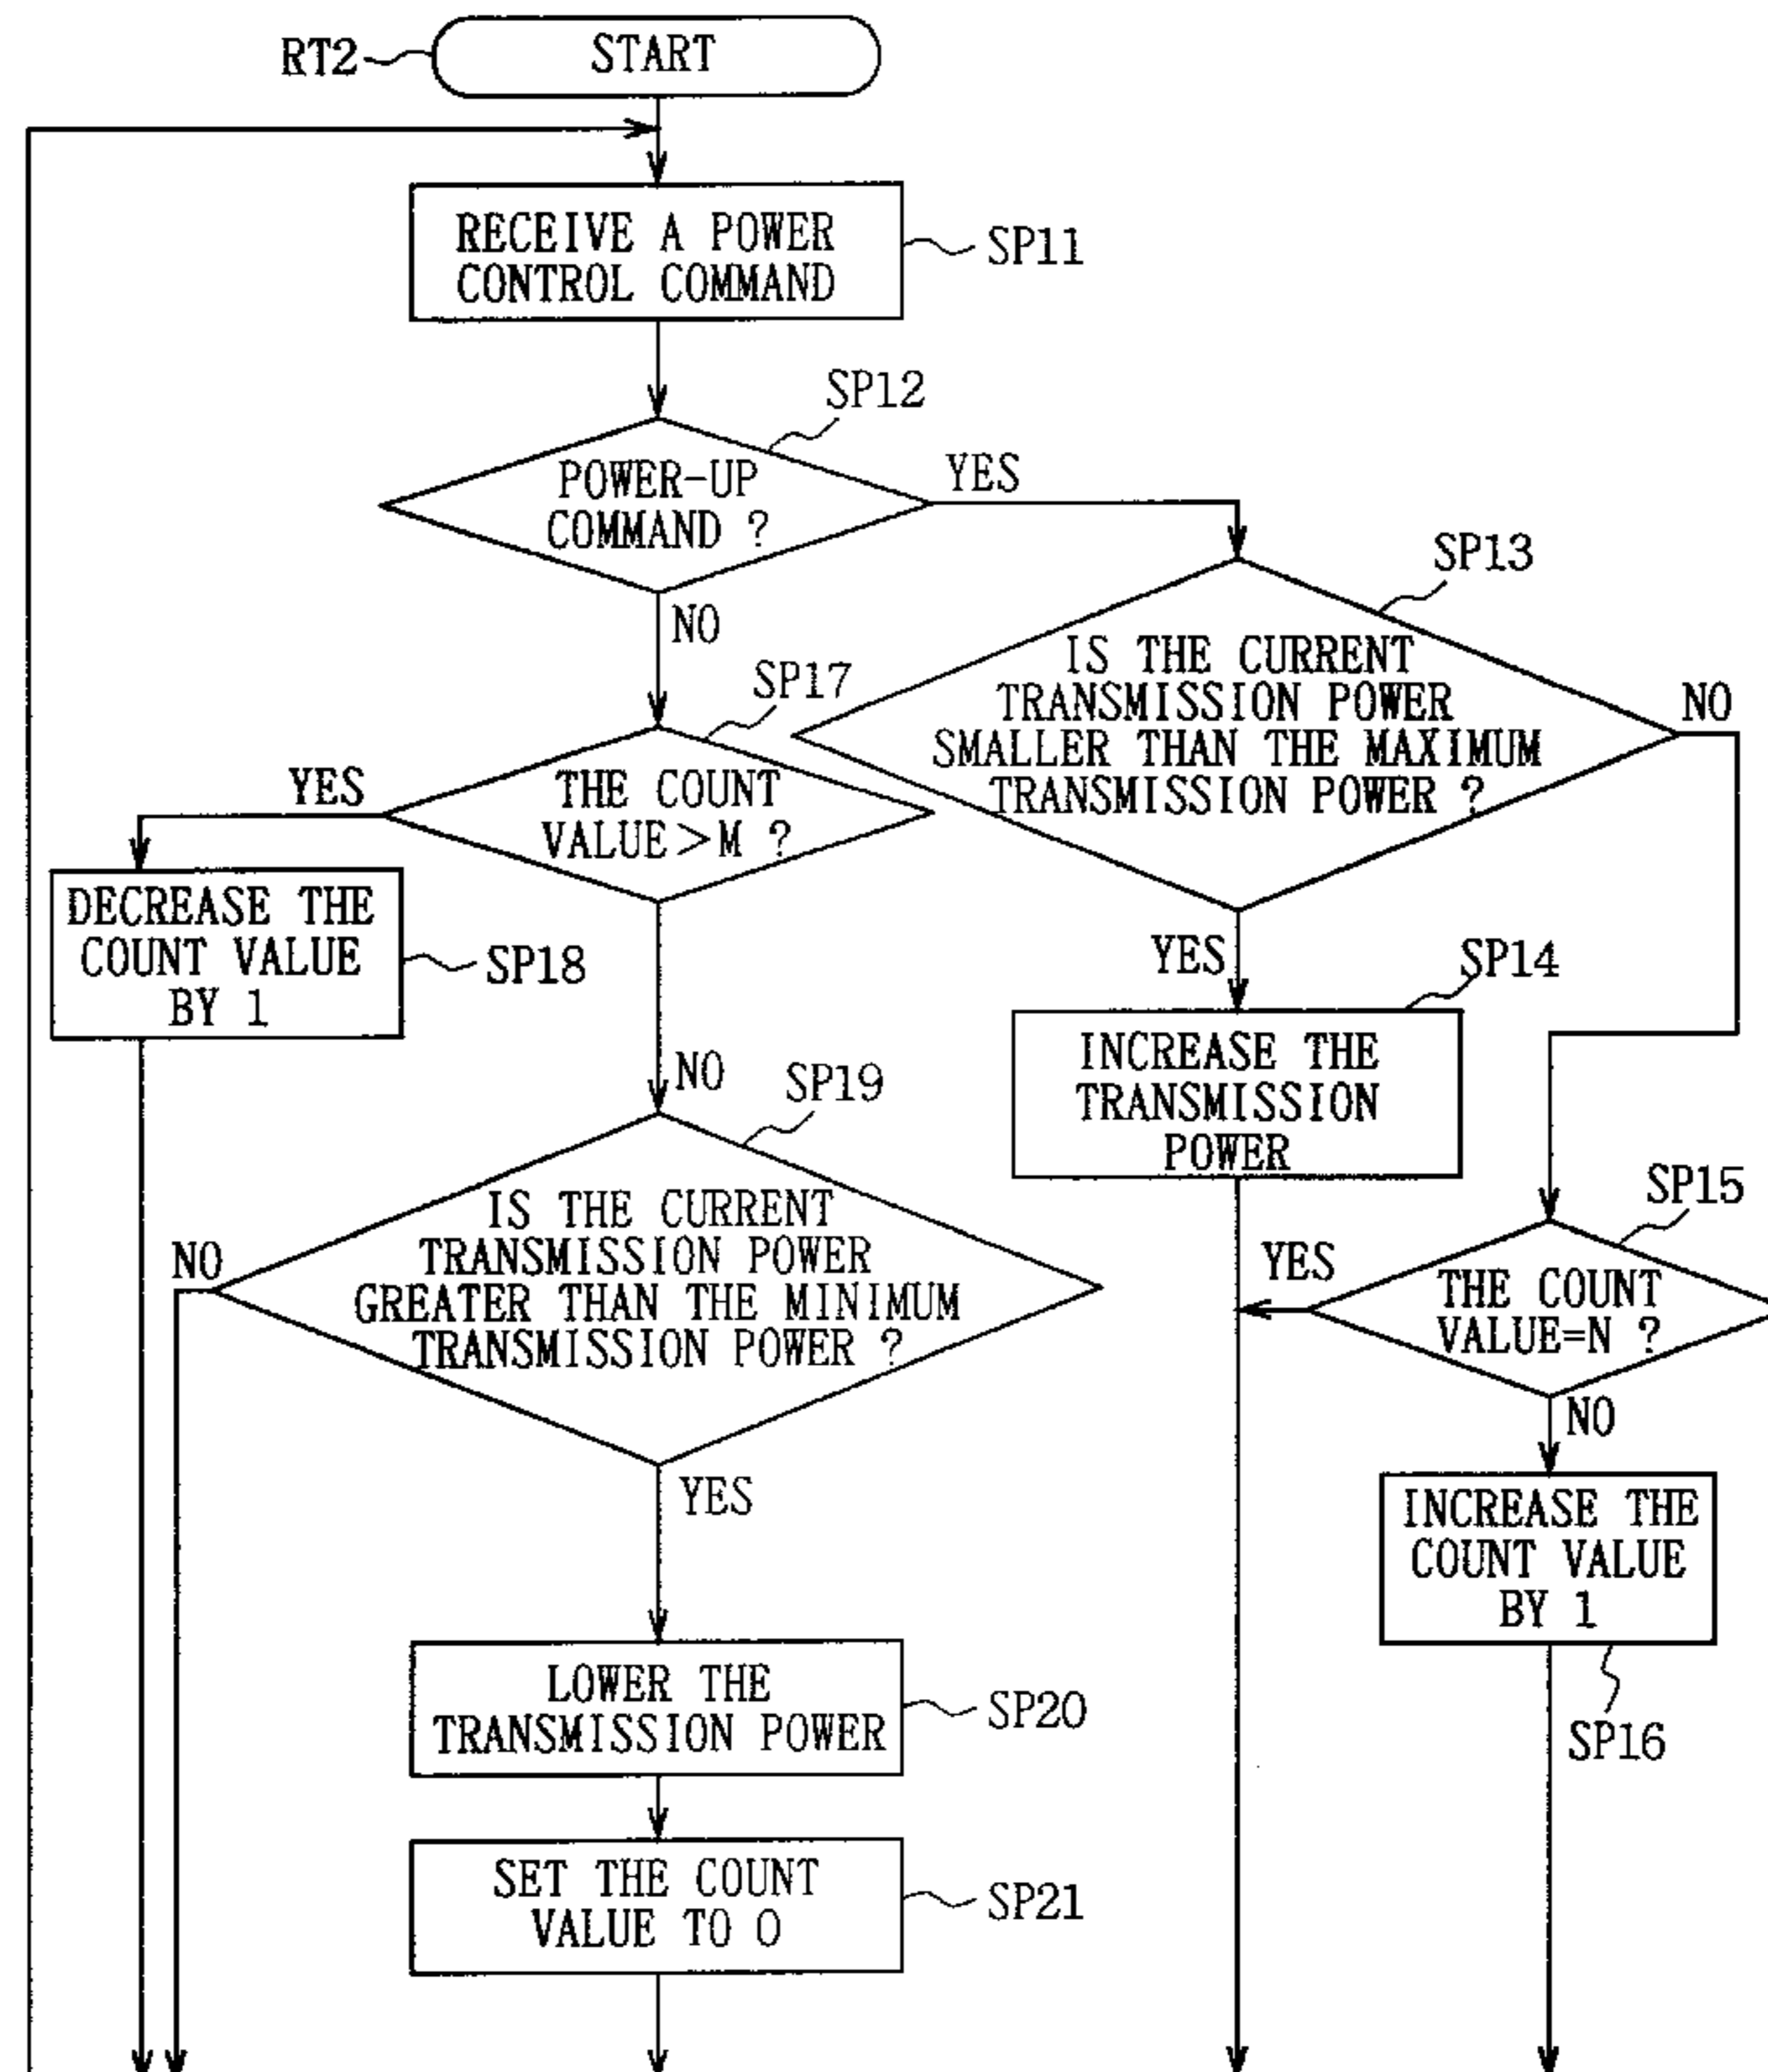 RT2
START
RECEIVE A POWER
CONTROL COMMAND
SP11
SP12
POWER-UP
COMMAND ?
YES
NO
SP13
IS THE CURRENT
TRANSMISSION POWER
SMALLER THAN THE MAXIMUM
TRANSMISSION POWER ?
NO
YES
SP17
THE COUNT
VALUE>M ?
YES
NO
DECREASE THE
COUNT VALUE
BY 1
SP18
SP14
INCREASE THE
TRANSMISSION
POWER
SP19
IS THE CURRENT
TRANSMISSION POWER
GREATER THAN THE MINIMUM
TRANSMISSION POWER ?
NO
YES
SP15
THE COUNT
VALUE=N ?
YES
NO
INCREASE THE
COUNT VALUE
BY 1
SP16
LOWER THE
TRANSMISSION POWER
SP20
SET THE COUNT
VALUE TO 0
SP21